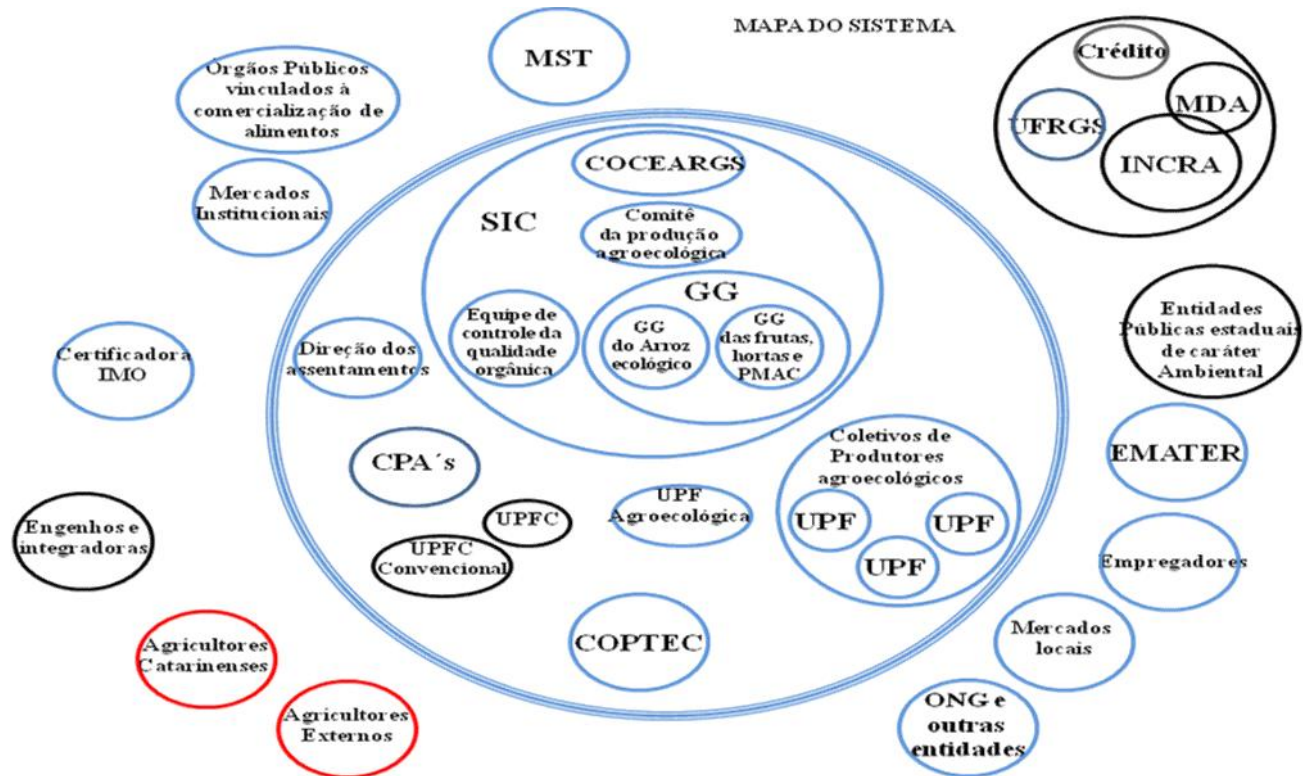 MAPA DO SISTEMA
MST
Órgãos Públicos
vinculados à
comercialização de
alimentos
Mercados
Institucionais
Crédito
MDA
UFRGS
INCRA
COCEARGS
SIC
Comitê
da produção
agroecológica
GG
Equipe de
controle da
qualidade
orgânica
GG
do Arroz
ecológico
GG
das frutas,
hortas e
PMAC
Direção dos
assentamentos
Certificadora
IMO
Entidades
Públicas estaduais
de caráter
Ambiental
CPA´s
Coletivos de
Produtores
agroecológicos
UPF
UPF
UPF
EMATER
UPF
Agroecológica
UPFC
UPFC
Convencional
Engenhos e
integradoras
Empregadores
COPTEC
Mercados
locais
Agricultores
Catarinenses
Agricultores
Externos
ONG e
outras
entidades